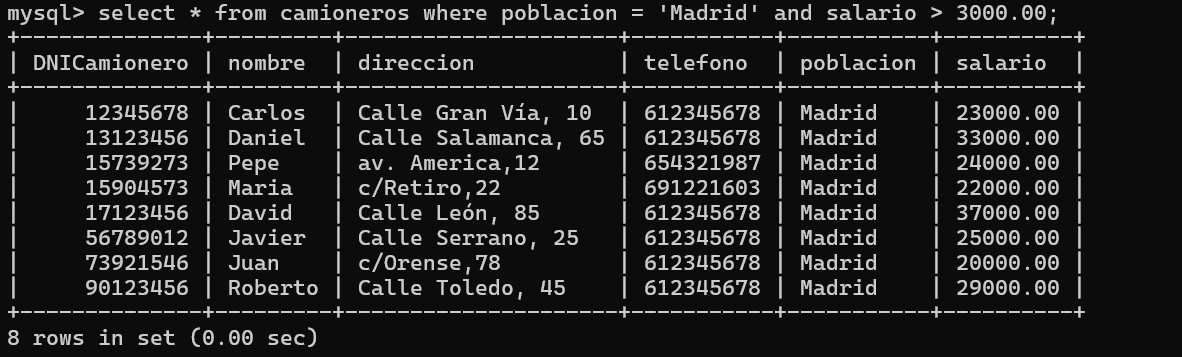 mysql> select * from camioneros where poblacion = 'Madrid' and salario > 3000.00;
+--------------+---------+---------------------+-----------+-----------+----------+
| DNICamionero | nombre  | direccion           | telefono  | poblacion | salario  |
+--------------+---------+---------------------+-----------+-----------+----------+
|     12345678 | Carlos  | Calle Gran Vía, 10  | 612345678 | Madrid    | 23000.00 |
|     13123456 | Daniel  | Calle Salamanca, 65 | 612345678 | Madrid    | 33000.00 |
|     15739273 | Pepe    | av. America,12      | 654321987 | Madrid    | 24000.00 |
|     15904573 | Maria   | c/Retiro,22         | 691221603 | Madrid    | 22000.00 |
|     17123456 | David   | Calle León, 85      | 612345678 | Madrid    | 37000.00 |
|     56789012 | Javier  | Calle Serrano, 25   | 612345678 | Madrid    | 25000.00 |
|     73921546 | Juan    | c/Orense,78         | 612345678 | Madrid    | 20000.00 |
|     90123456 | Roberto | Calle Toledo, 45    | 612345678 | Madrid    | 29000.00 |
+--------------+---------+---------------------+-----------+-----------+----------+
8 rows in set (0.00 sec)